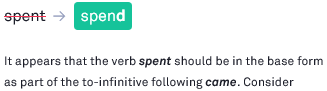 spent → spend
It appears that the verb spent should be in the base form
as part of the to-infinitive following came. Consider